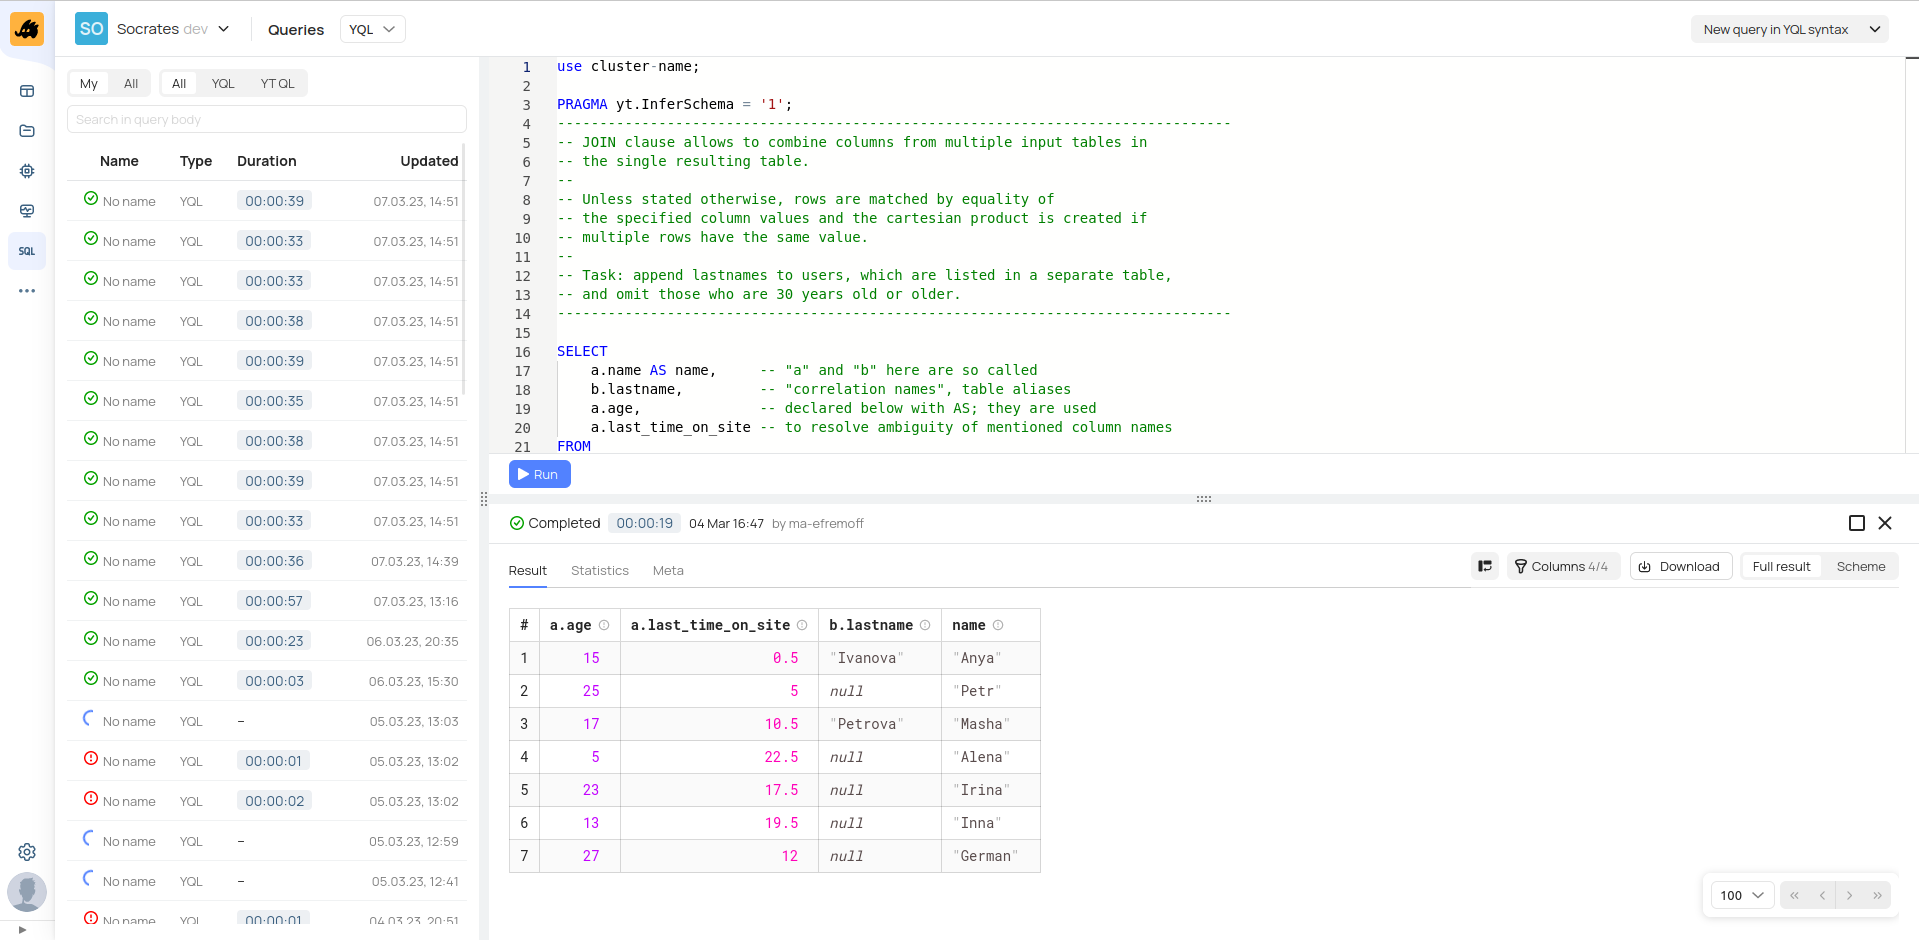 SO Socrates dev Queries YQL New query in YQL syntax
My All All YQL YT QL
Search in query body
Name Type Duration Updated
No name YQL 00:00:39 07.03.23, 14:51
No name YQL 00:00:33 07.03.23, 14:51
No name YQL 00:00:33 07.03.23, 14:51
No name YQL 00:00:38 07.03.23, 14:51
No name YQL 00:00:39 07.03.23, 14:51
No name YQL 00:00:35 07.03.23, 14:51
No name YQL 00:00:38 07.03.23, 14:51
No name YQL 00:00:39 07.03.23, 14:51
No name YQL 00:00:33 07.03.23, 14:51
No name YQL 00:00:36 07.03.23, 14:39
No name YQL 00:00:57 07.03.23, 13:16
No name YQL 00:00:23 06.03.23, 20:35
No name YQL 00:00:03 06.03.23, 15:30
No name YQL – 05.03.23, 13:03
No name YQL 00:00:01 05.03.23, 13:02
No name YQL 00:00:02 05.03.23, 13:02
No name YQL – 05.03.23, 12:59
No name YQL – 05.03.23, 12:41
No name YQL 00:00:01 04.03.23, 20:51
SQL
1 use cluster-name;
2
3 PRAGMA yt.InferSchema = '1';
4 --------------------------------------------------------------------------------
5 -- JOIN clause allows to combine columns from multiple input tables in
6 -- the single resulting table.
7 --
8 -- Unless stated otherwise, rows are matched by equality of
9 -- the specified column values and the cartesian product is created if
10 -- multiple rows have the same value.
11 --
12 -- Task: append lastnames to users, which are listed in a separate table,
13 -- and omit those who are 30 years old or older.
14 --------------------------------------------------------------------------------
15
16 SELECT
17 a.name AS name, -- "a" and "b" here are so called
18 b.lastname, -- "correlation names", table aliases
19 a.age, -- declared below with AS; they are used
20 a.last_time_on_site -- to resolve ambiguity of mentioned column names
21 FROM
Run
Completed 00:00:19 04 Mar 16:47 by ma-efremoff
Result Statistics Meta Columns 4/4 Download Full result Scheme
# a.age a.last_time_on_site b.lastname name
1 15 0.5 "Ivanova" "Anya"
2 25 5 null "Petr"
3 17 10.5 "Petrova" "Masha"
4 5 22.5 null "Alena"
5 23 17.5 null "Irina"
6 13 19.5 null "Inna"
7 27 12 null "German"
100